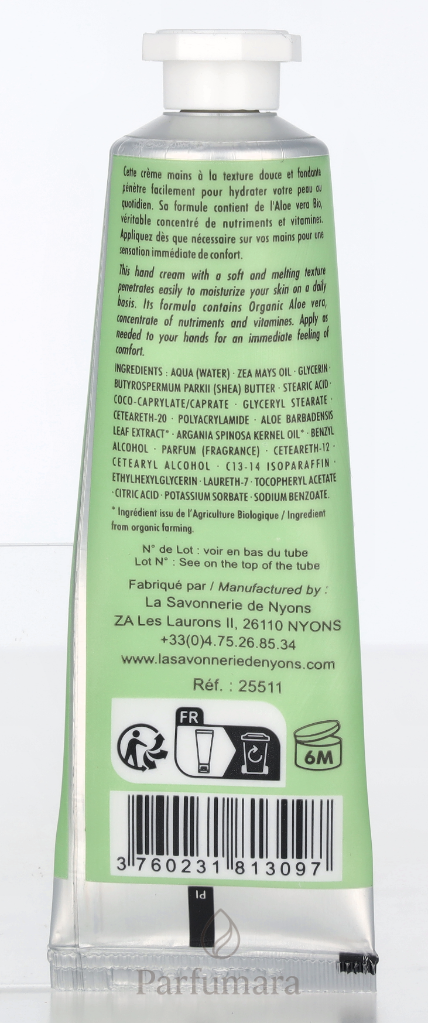 Cette crème mains à la texture douce et fondante
pénètre facilement pour hydrater votre peau au
quotidien. Sa formule contient de l'Aloe vera Bio,
véritable concentré de nutriments et vitamines.
Appliquez dès que nécessaire sur vos mains pour une
sensation immédiate de confort.
This hand cream with a soft and melting texture
penetrates easily to moisturize your skin on a daily
basis. Its formula contains Organic Aloe vera,
concentrate of nutriments and vitamines. Apply as
needed to your hands for an immediate feeling of
comfort.
INGREDIENTS : AQUA (WATER) · ZEA MAYS OIL · GLYCERIN ·
BUTYROSPERMUM PARKII (SHEA) BUTTER · STEARIC ACID ·
COCO-CAPRYLATE/CAPRATE · GLYCERYL STEARATE ·
CETEARETH-20 · POLYACRYLAMIDE · ALOE BARBADENSIS
LEAF EXTRACT* · ARGANIA SPINOSA KERNEL OIL* · BENZYL
ALCOHOL · PARFUM (FRAGRANCE) · CETEARETH-12 ·
CETEARYL ALCOHOL · C13-14 ISOPARAFFIN ·
ETHYLHEXYLGLYCERIN · LAURETH-7 · TOCOPHERYL ACETATE
· CITRIC ACID · POTASSIUM SORBATE · SODIUM BENZOATE.
* Ingrédient issu de l'Agriculture Biologique / Ingredient
from organic farming.
N° de Lot : voir en bas du tube
Lot N° : See on the top of the tube
Fabriqué par / Manufactured by :
La Savonnerie de Nyons
ZA Les Laurons II, 26110 NYONS
+33(0)4.75.26.85.34
www.lasavonneriedenyons.com
Réf. : 25511
FR
6M
3 760231 813097
PI
Parfumara